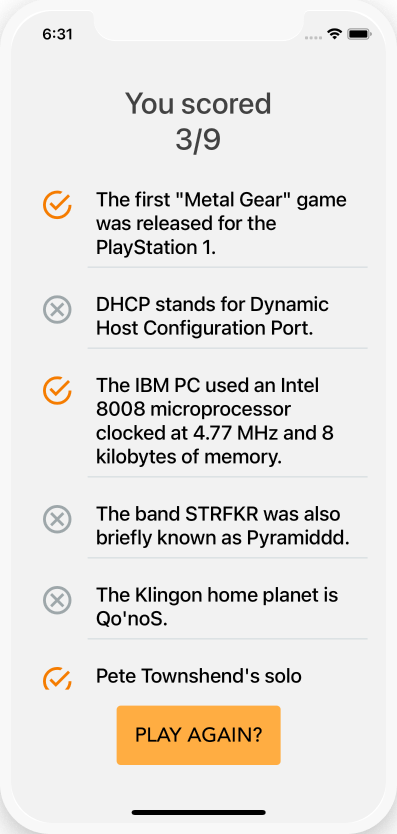 6:31
You scored
3/9
The first "Metal Gear" game
was released for the
PlayStation 1.
DHCP stands for Dynamic
Host Configuration Port.
The IBM PC used an Intel
8008 microprocessor
clocked at 4.77 MHz and 8
kilobytes of memory.
The band STRFKR was also
briefly known as Pyramiddd.
The Klingon home planet is
Qo'noS.
Pete Townshend's solo
PLAY AGAIN?